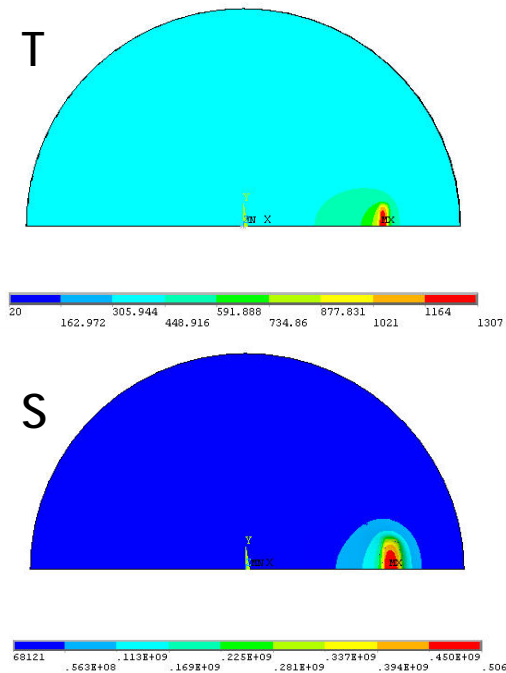 T
Y
MN X
MX
20 305.944 591.888 877.831 1164
162.972 448.916 734.86 1021 1307
S
Y
MN X
MX
68121 .113E+09 .225E+09 .337E+09 .450E+09
.563E+08 .169E+09 .281E+09 .394E+09 .506